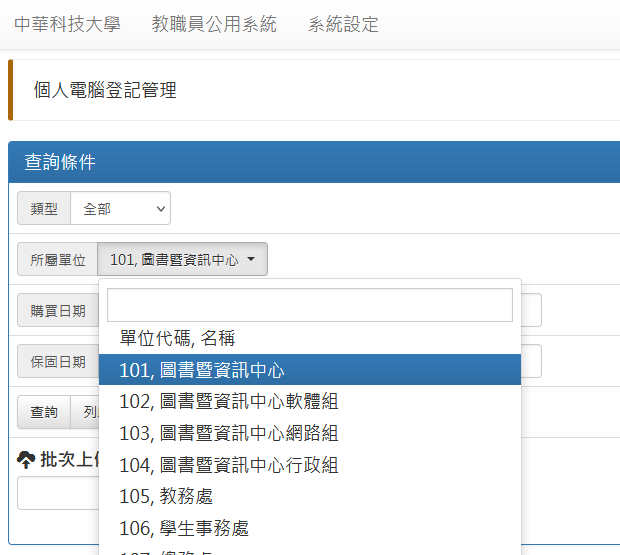 中華科技大學 教職員公用系統 系統設定
個人電腦登記管理
查詢條件
類型 全部
所屬單位 101, 圖書暨資訊中心
購買日期
保固日期
查詢 列
批次上
單位代碼, 名稱
101, 圖書暨資訊中心
102, 圖書暨資訊中心軟體組
103, 圖書暨資訊中心網路組
104, 圖書暨資訊中心行政組
105, 教務處
106, 學生事務處